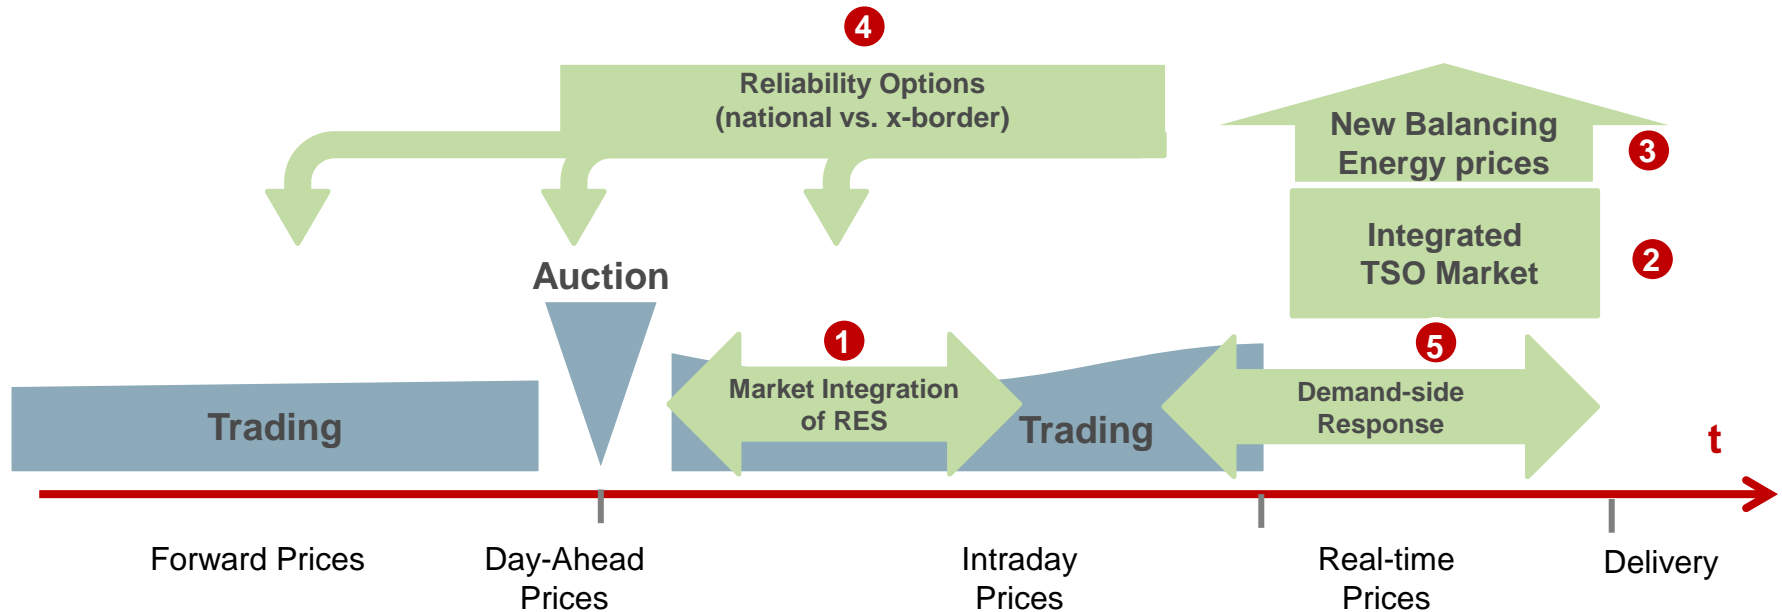 4
Reliability Options
(national vs. x-border)
New Balancing
Energy prices
3
Integrated
TSO Market
2
Auction
1
5
Market Integration
of RES
Demand-side
Response
Trading
Trading
t
Forward Prices
Day-Ahead
Prices
Intraday
Prices
Real-time
Prices
Delivery